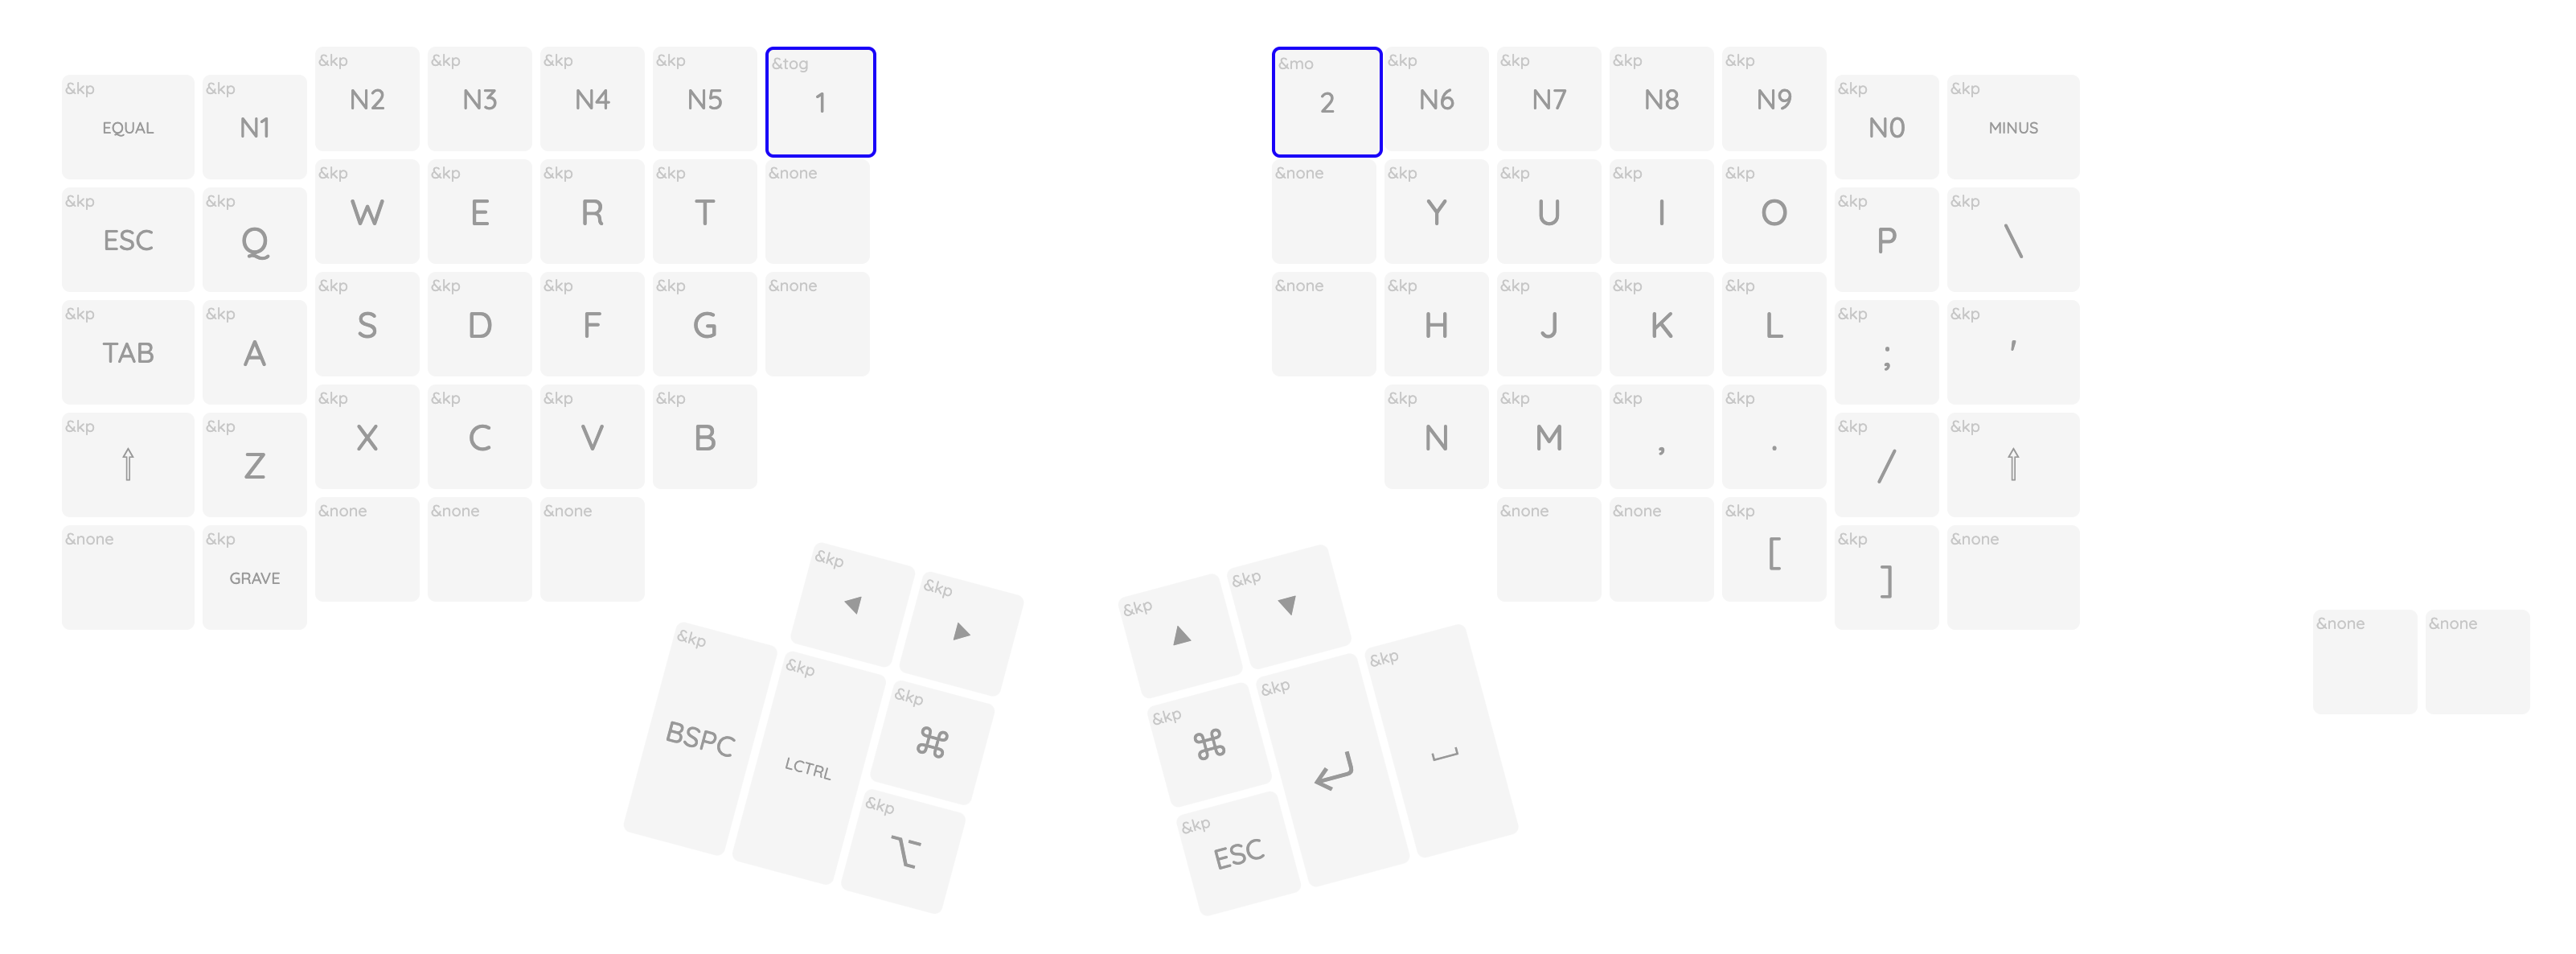 &kp &kp &kp &kp &tog &mo &kp &kp &kp &kp
&kp &kp &kp &kp
N2 N3 N4 N5 1 2 N6 N7 N8 N9
EQUAL N1 N0 MINUS
&kp &kp &kp &kp &none &none &kp &kp &kp &kp
&kp &kp &kp &kp
W E R T Y U I O
ESC Q P \
&kp &kp &kp &kp &none &none &kp &kp &kp &kp
&kp &kp &kp &kp
S D F G H J K L
TAB A ; '
&kp &kp &kp &kp &kp &kp &kp &kp
&kp &kp &kp &kp
X C V B N M , .
⇧ Z / ⇧
&none &none &none &none &none &kp
&none &kp &kp &none
[
GRAVE ]
&kp &kp &kp &kp
◀ ▶ ▲ ▼
&none &none
&kp &kp &kp &kp &kp &kp
BSPC LCTRL ⌘ ⌘ ↵ ⎵
&kp &kp
⌥ ESC